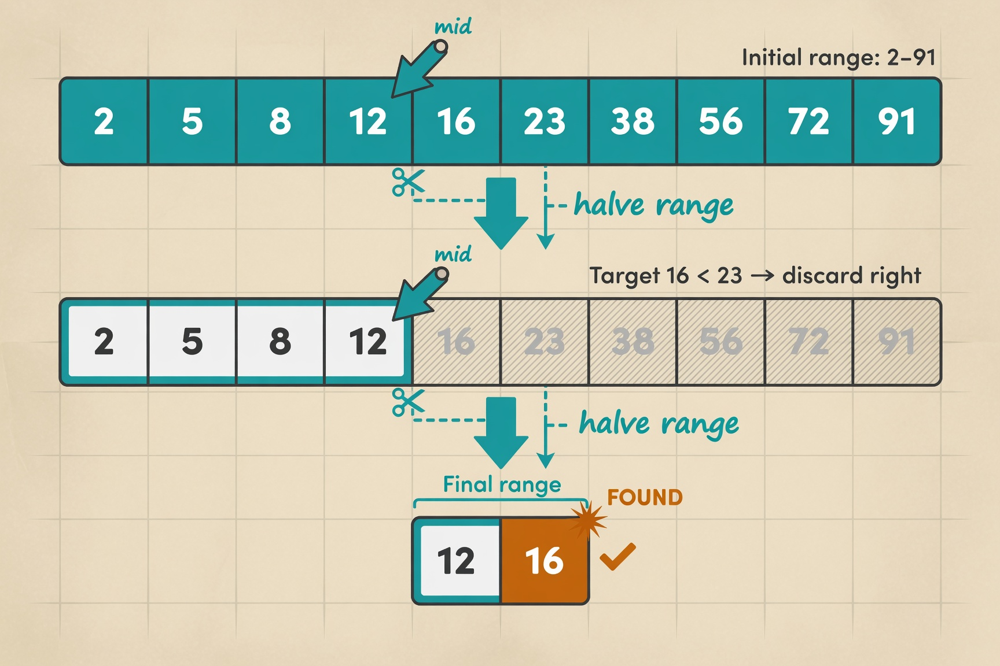 mid
Initial range: 2–91
2 5 8 12 16 23 38 56 72 91
halve range
mid
Target 16 < 23 → discard right
2 5 8 12 16 23 38 56 72 91
halve range
Final range
FOUND
12 16